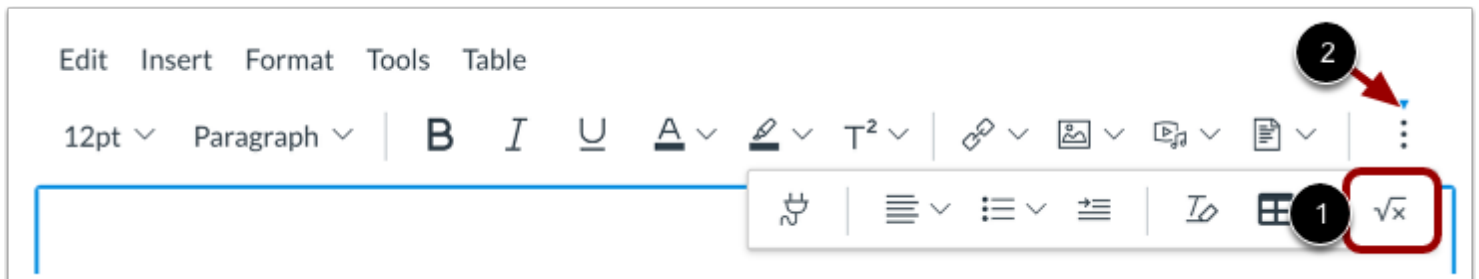 Edit Insert Format Tools Table
2
12pt Paragraph B I U A T²
1 √x